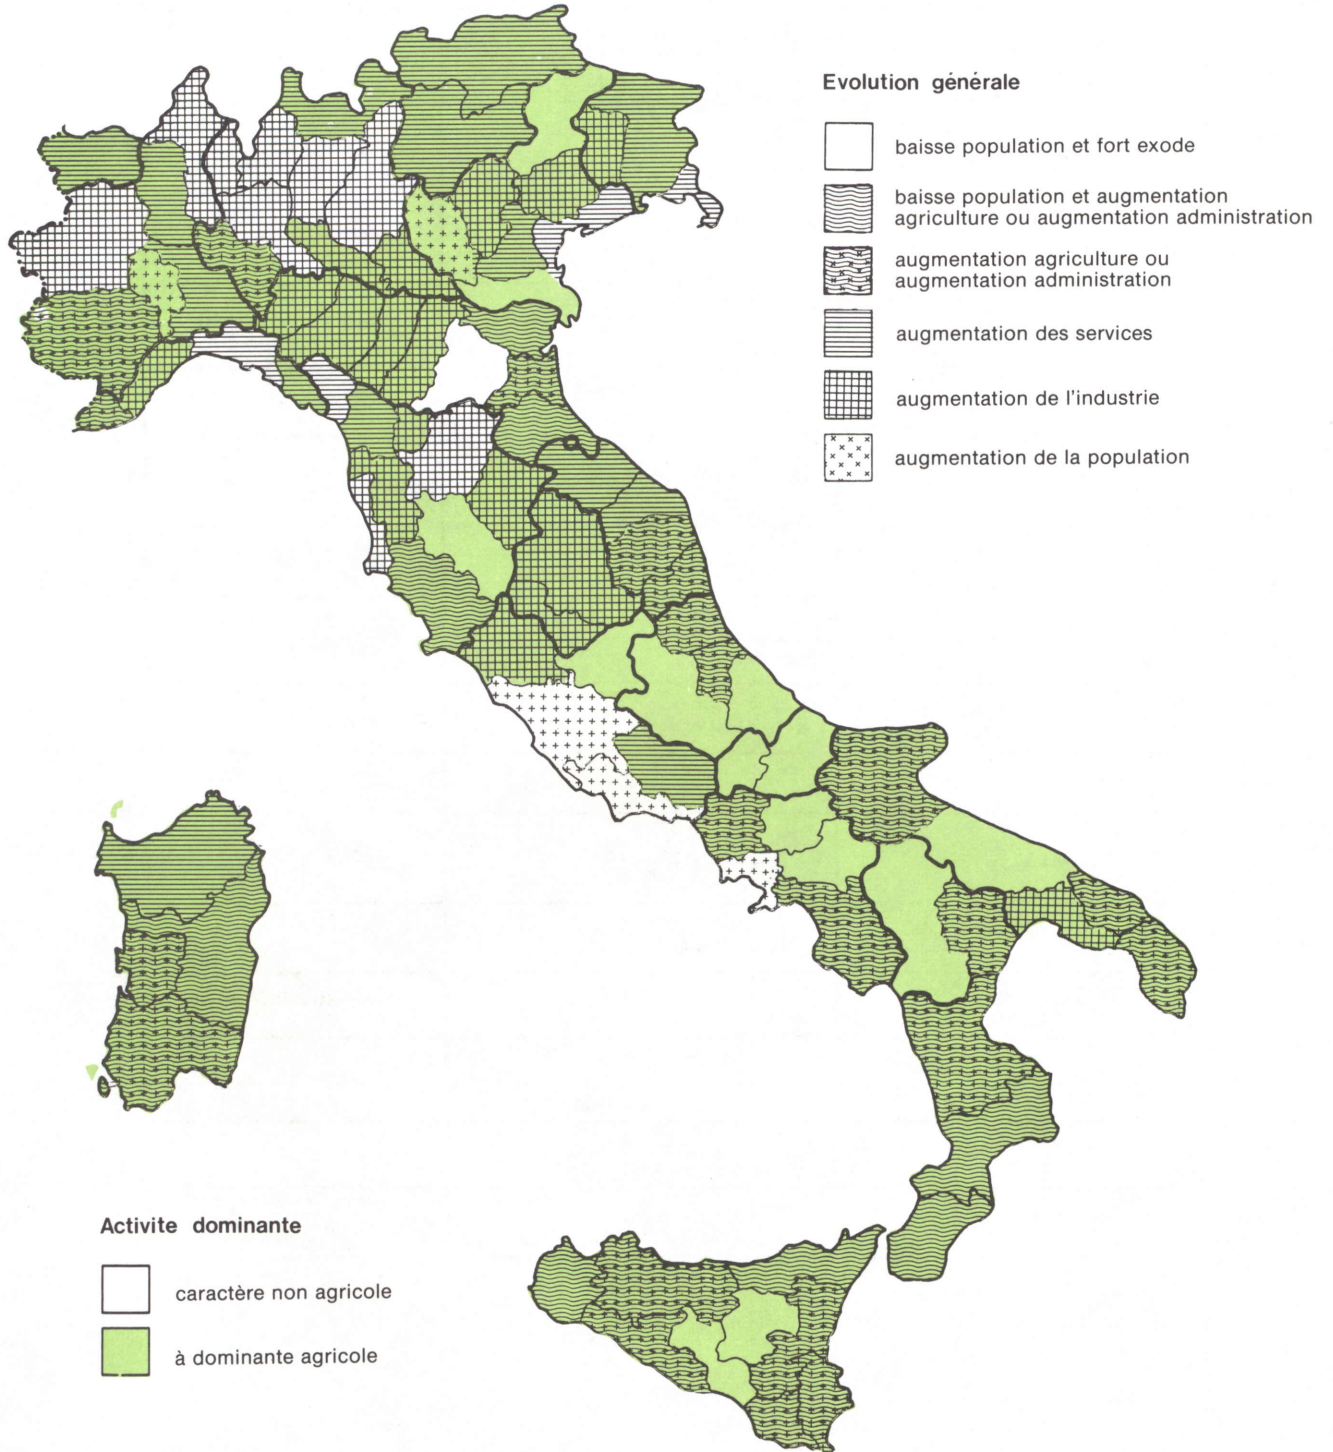 Evolution générale
baisse population et fort exode
baisse population et augmentation
agriculture ou augmentation administration
augmentation agriculture ou
augmentation administration
augmentation des services
augmentation de l'industrie
augmentation de la population
Activite dominante
caractère non agricole
à dominante agricole